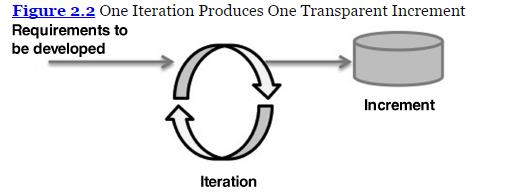 Figure 2.2 One Iteration Produces One Transparent Increment
Requirements to
be developed
Increment
Iteration